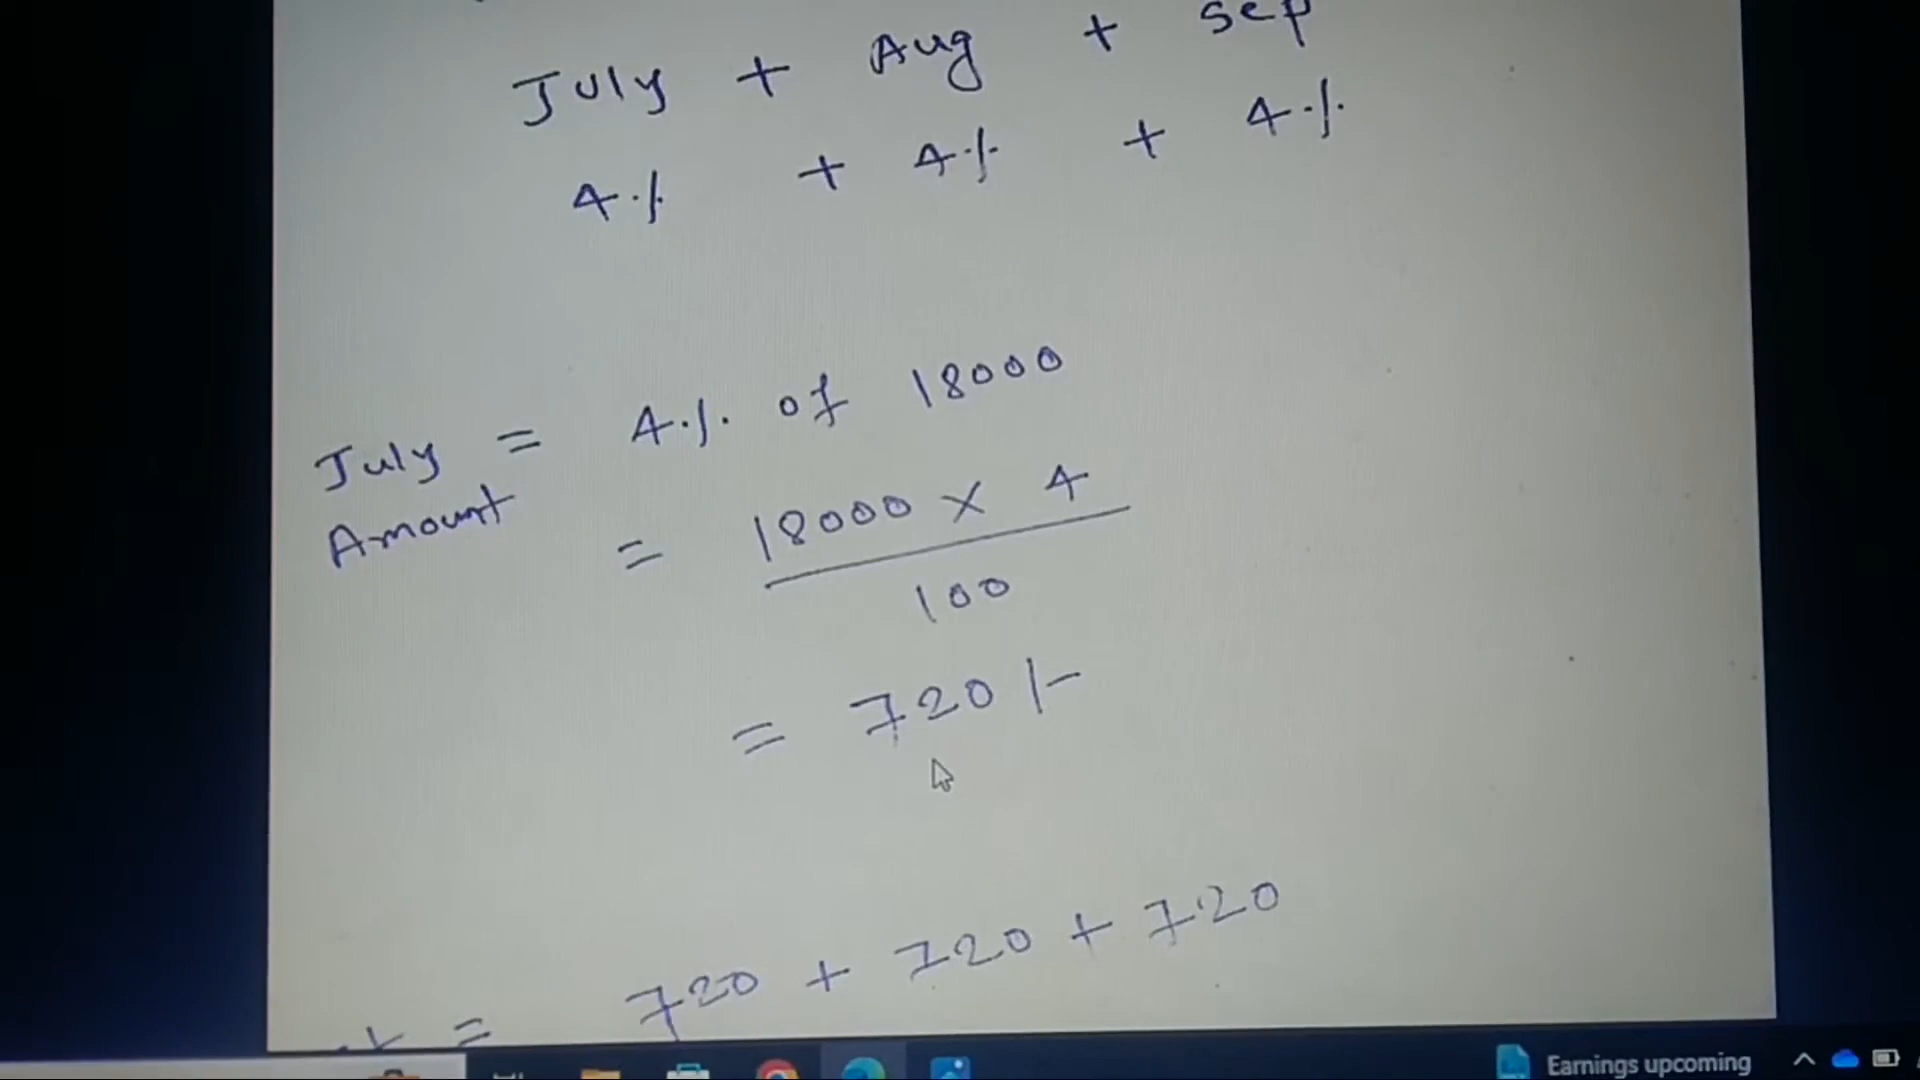 July + Aug + Sep
4% + 4% + 4%
July = 4% of 18000
Amount
= 18000 x 4
100
= 720/-
= 720 + 720 + 720
Earnings upcoming